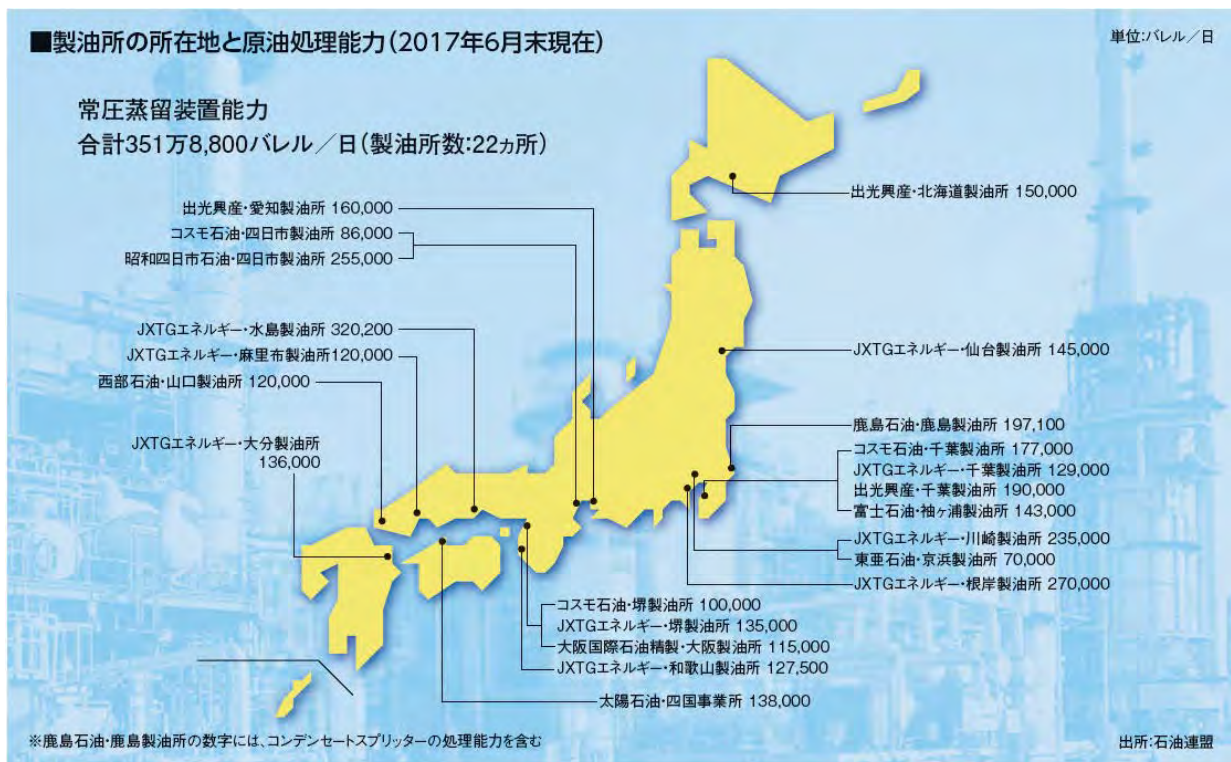 ■製油所の所在地と原油処理能力(2017年6月末現在)
単位:バレル／日
常圧蒸留装置能力
合計351万8,800バレル／日(製油所数:22ヵ所)
出光興産・北海道製油所 150,000
出光興産・愛知製油所 160,000
コスモ石油・四日市製油所 86,000
昭和四日市石油・四日市製油所 255,000
JXTGエネルギー・水島製油所 320,200
JXTGエネルギー・麻里布製油所120,000
西部石油・山口製油所 120,000
JXTGエネルギー・大分製油所
136,000
JXTGエネルギー・仙台製油所 145,000
鹿島石油・鹿島製油所 197,100
コスモ石油・千葉製油所 177,000
JXTGエネルギー・千葉製油所 129,000
出光興産・千葉製油所 190,000
富士石油・袖ヶ浦製油所 143,000
JXTGエネルギー・川崎製油所 235,000
東亜石油・京浜製油所 70,000
JXTGエネルギー・根岸製油所 270,000
コスモ石油・堺製油所 100,000
JXTGエネルギー・堺製油所 135,000
大阪国際石油精製・大阪製油所 115,000
JXTGエネルギー・和歌山製油所 127,500
太陽石油・四国事業所 138,000
※鹿島石油・鹿島製油所の数字には、コンデンセートスプリッターの処理能力を含む
出所:石油連盟